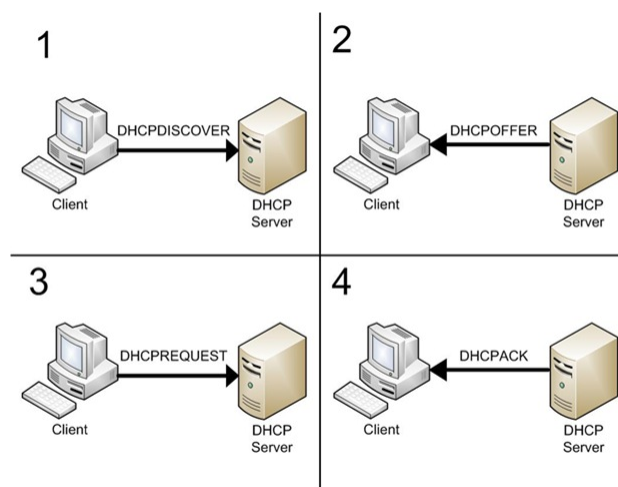 1
DHCPDISCOVER
Client
DHCP
Server
2
DHCPOFFER
Client
DHCP
Server
3
DHCPREQUEST
Client
DHCP
Server
4
DHCPACK
Client
DHCP
Server